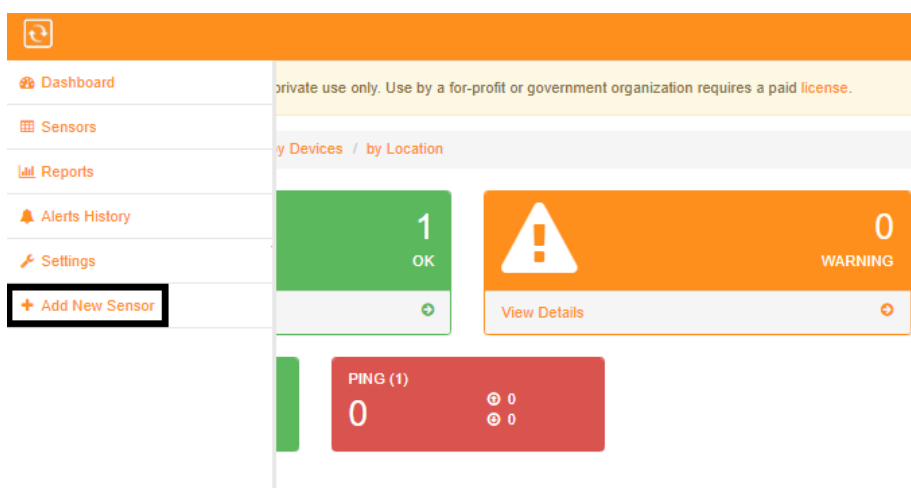 Dashboard
private use only. Use by a for-profit or government organization requires a paid license.
Sensors
y Devices / by Location
Reports
Alerts History
Settings
+ Add New Sensor
1
OK
0
WARNING
View Details
PING (1)
0
0
0